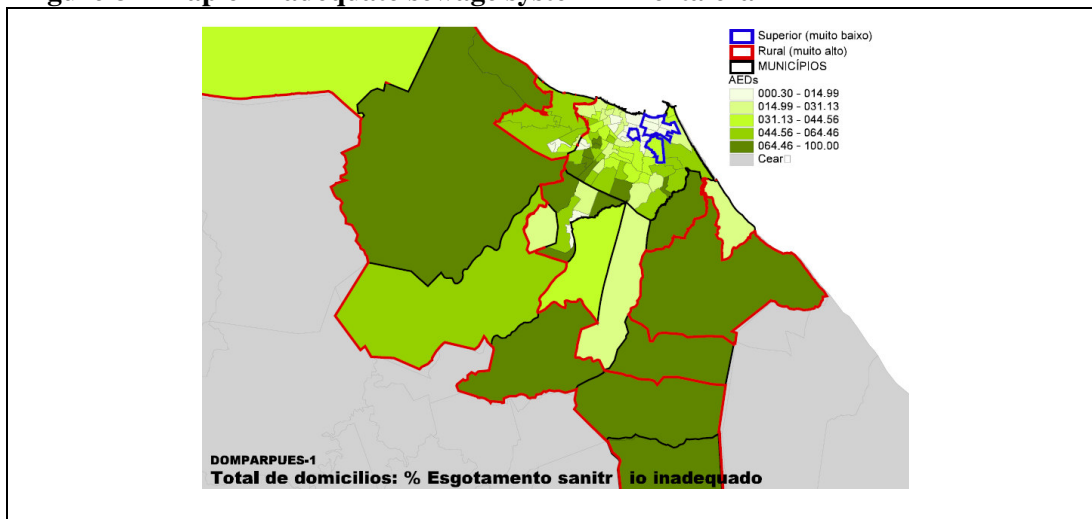 Superior (muito baixo)
Rural (muito alto)
MUNICÍPIOS
AEDs
000.30 - 014.99
014.99 - 031.13
031.13 - 044.56
044.56 - 064.46
064.46 - 100.00
Cear□
DOMPARPUES-1
Total de domicilios: % Esgotamento sanitr io inadequado